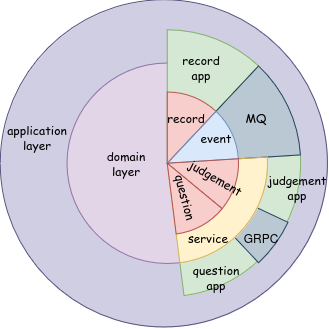 record
app
record
MQ
event
application
layer
domain
layer
judgement
judgement
app
question
service
GRPC
question
app